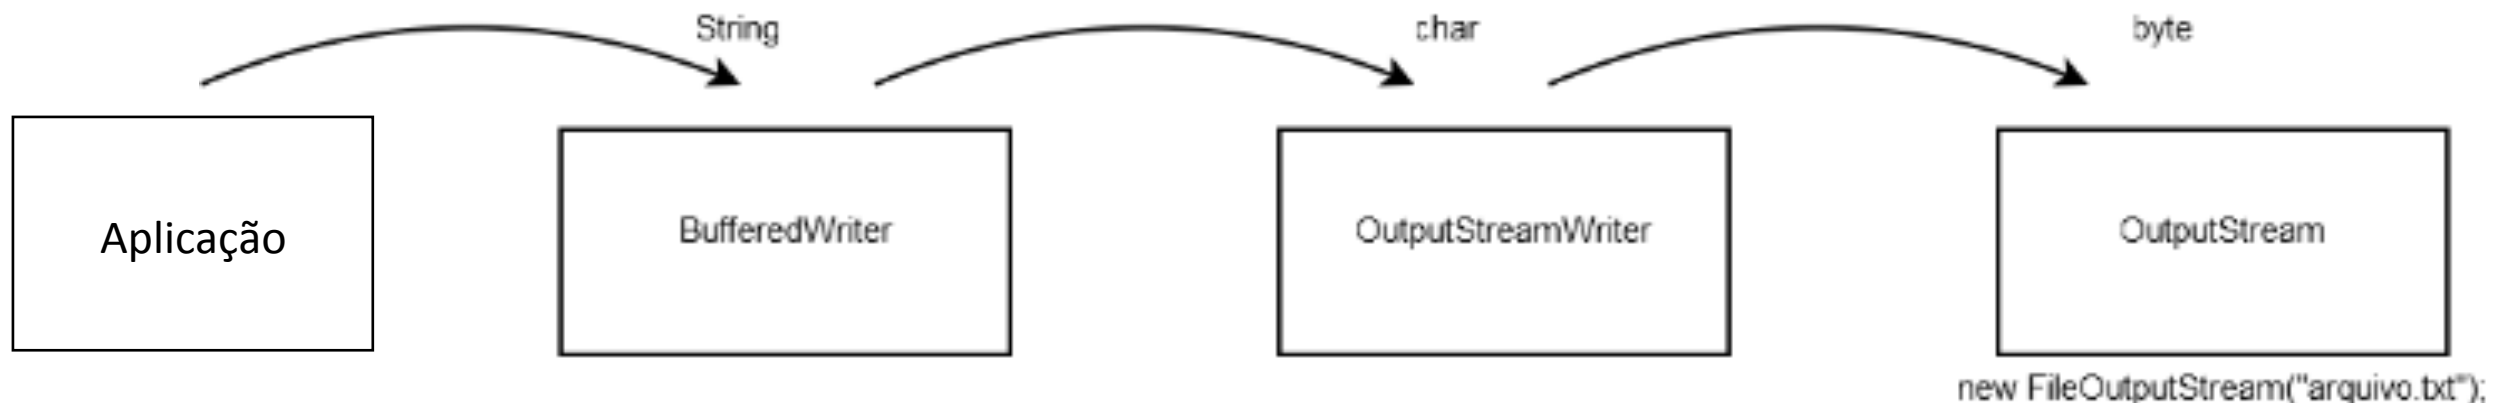 String
char
byte
Aplicação
BufferedWriter
OutputStreamWriter
OutputStream
new FileOutputStream("arquivo.txt");